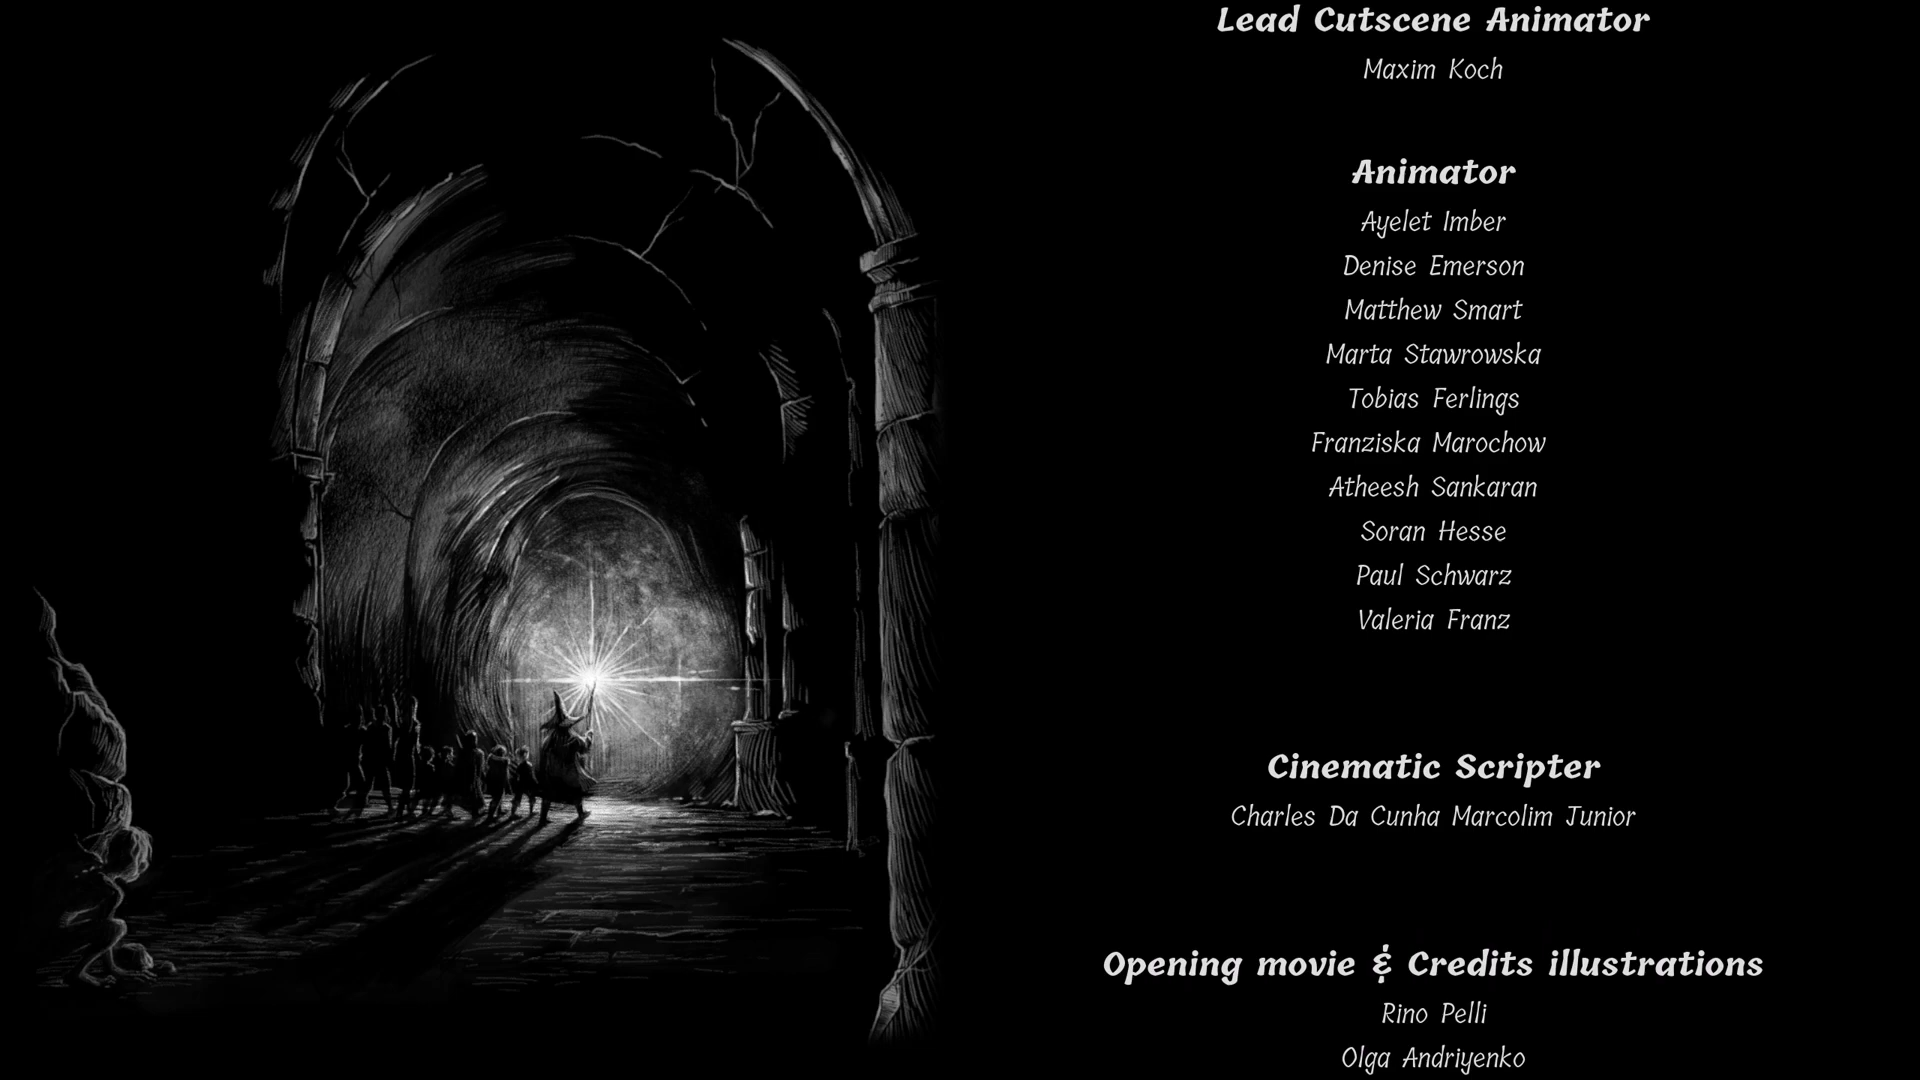 Lead Cutscene Animator
Maxim Koch
Animator
Ayelet Imber
Denise Emerson
Matthew Smart
Marta Stawrowska
Tobias Ferlings
Franziska Marochow
Atheesh Sankaran
Soran Hesse
Paul Schwarz
Valeria Franz
Cinematic Scripter
Charles Da Cunha Marcolim Junior
Opening movie & Credits illustrations
Rino Pelli
Olga Andriyenko